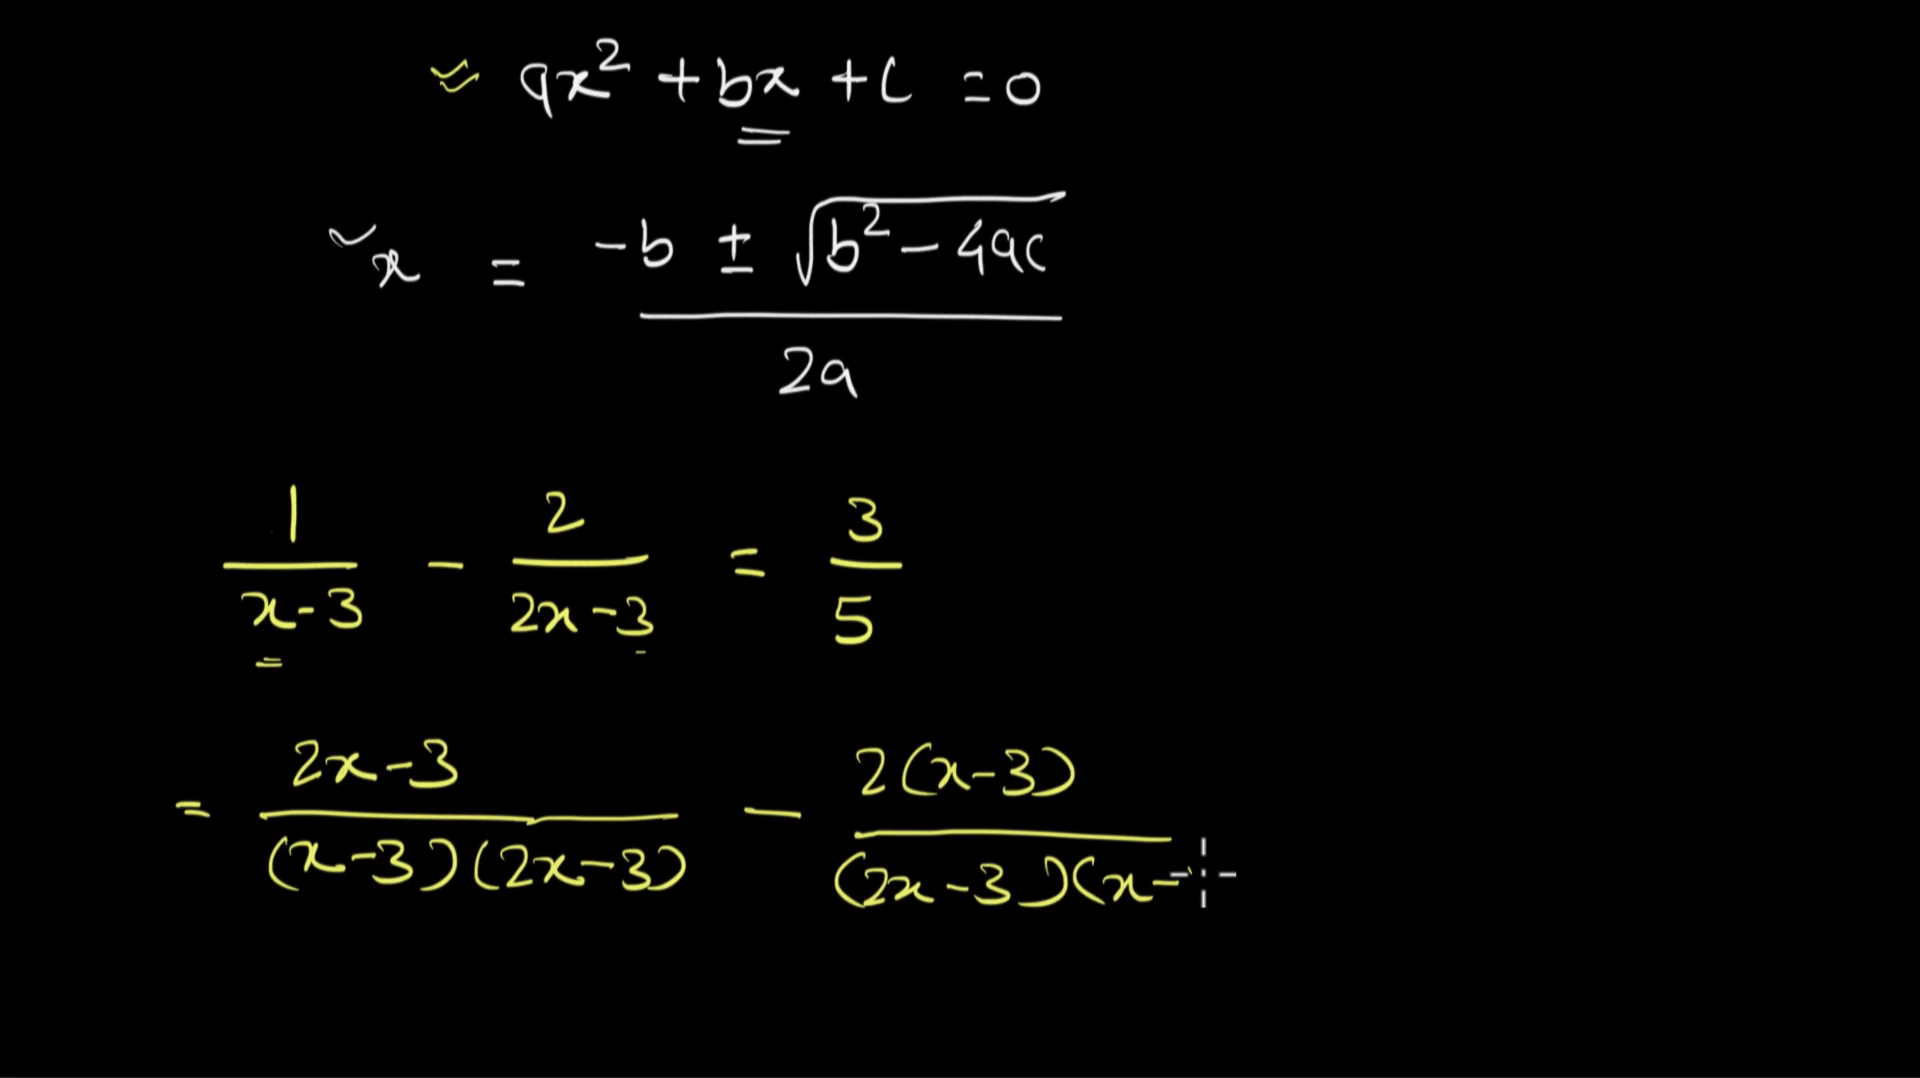 ax² + bx + c = 0
x = -b ± √b² - 4ac / 2a
1/x-3 - 2/2x-3 = 3/5
= 2x-3/(x-3)(2x-3) - 2(x-3)/(2x-3)(x-